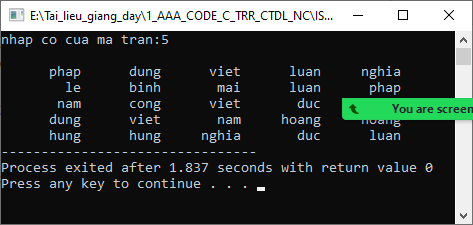 E:\Tai_lieu_giang_day\1_AAA_CODE_C_TRR_CTDL_NC\IS
nhap co cua ma tran:5
phap dung viet luan nghia
le binh mai luan phap
nam cong viet duc
You are screen
dung viet nam hoang hoang
hung hung nghia duc luan
--------------------------------
Process exited after 1.837 seconds with return value 0
Press any key to continue . . .